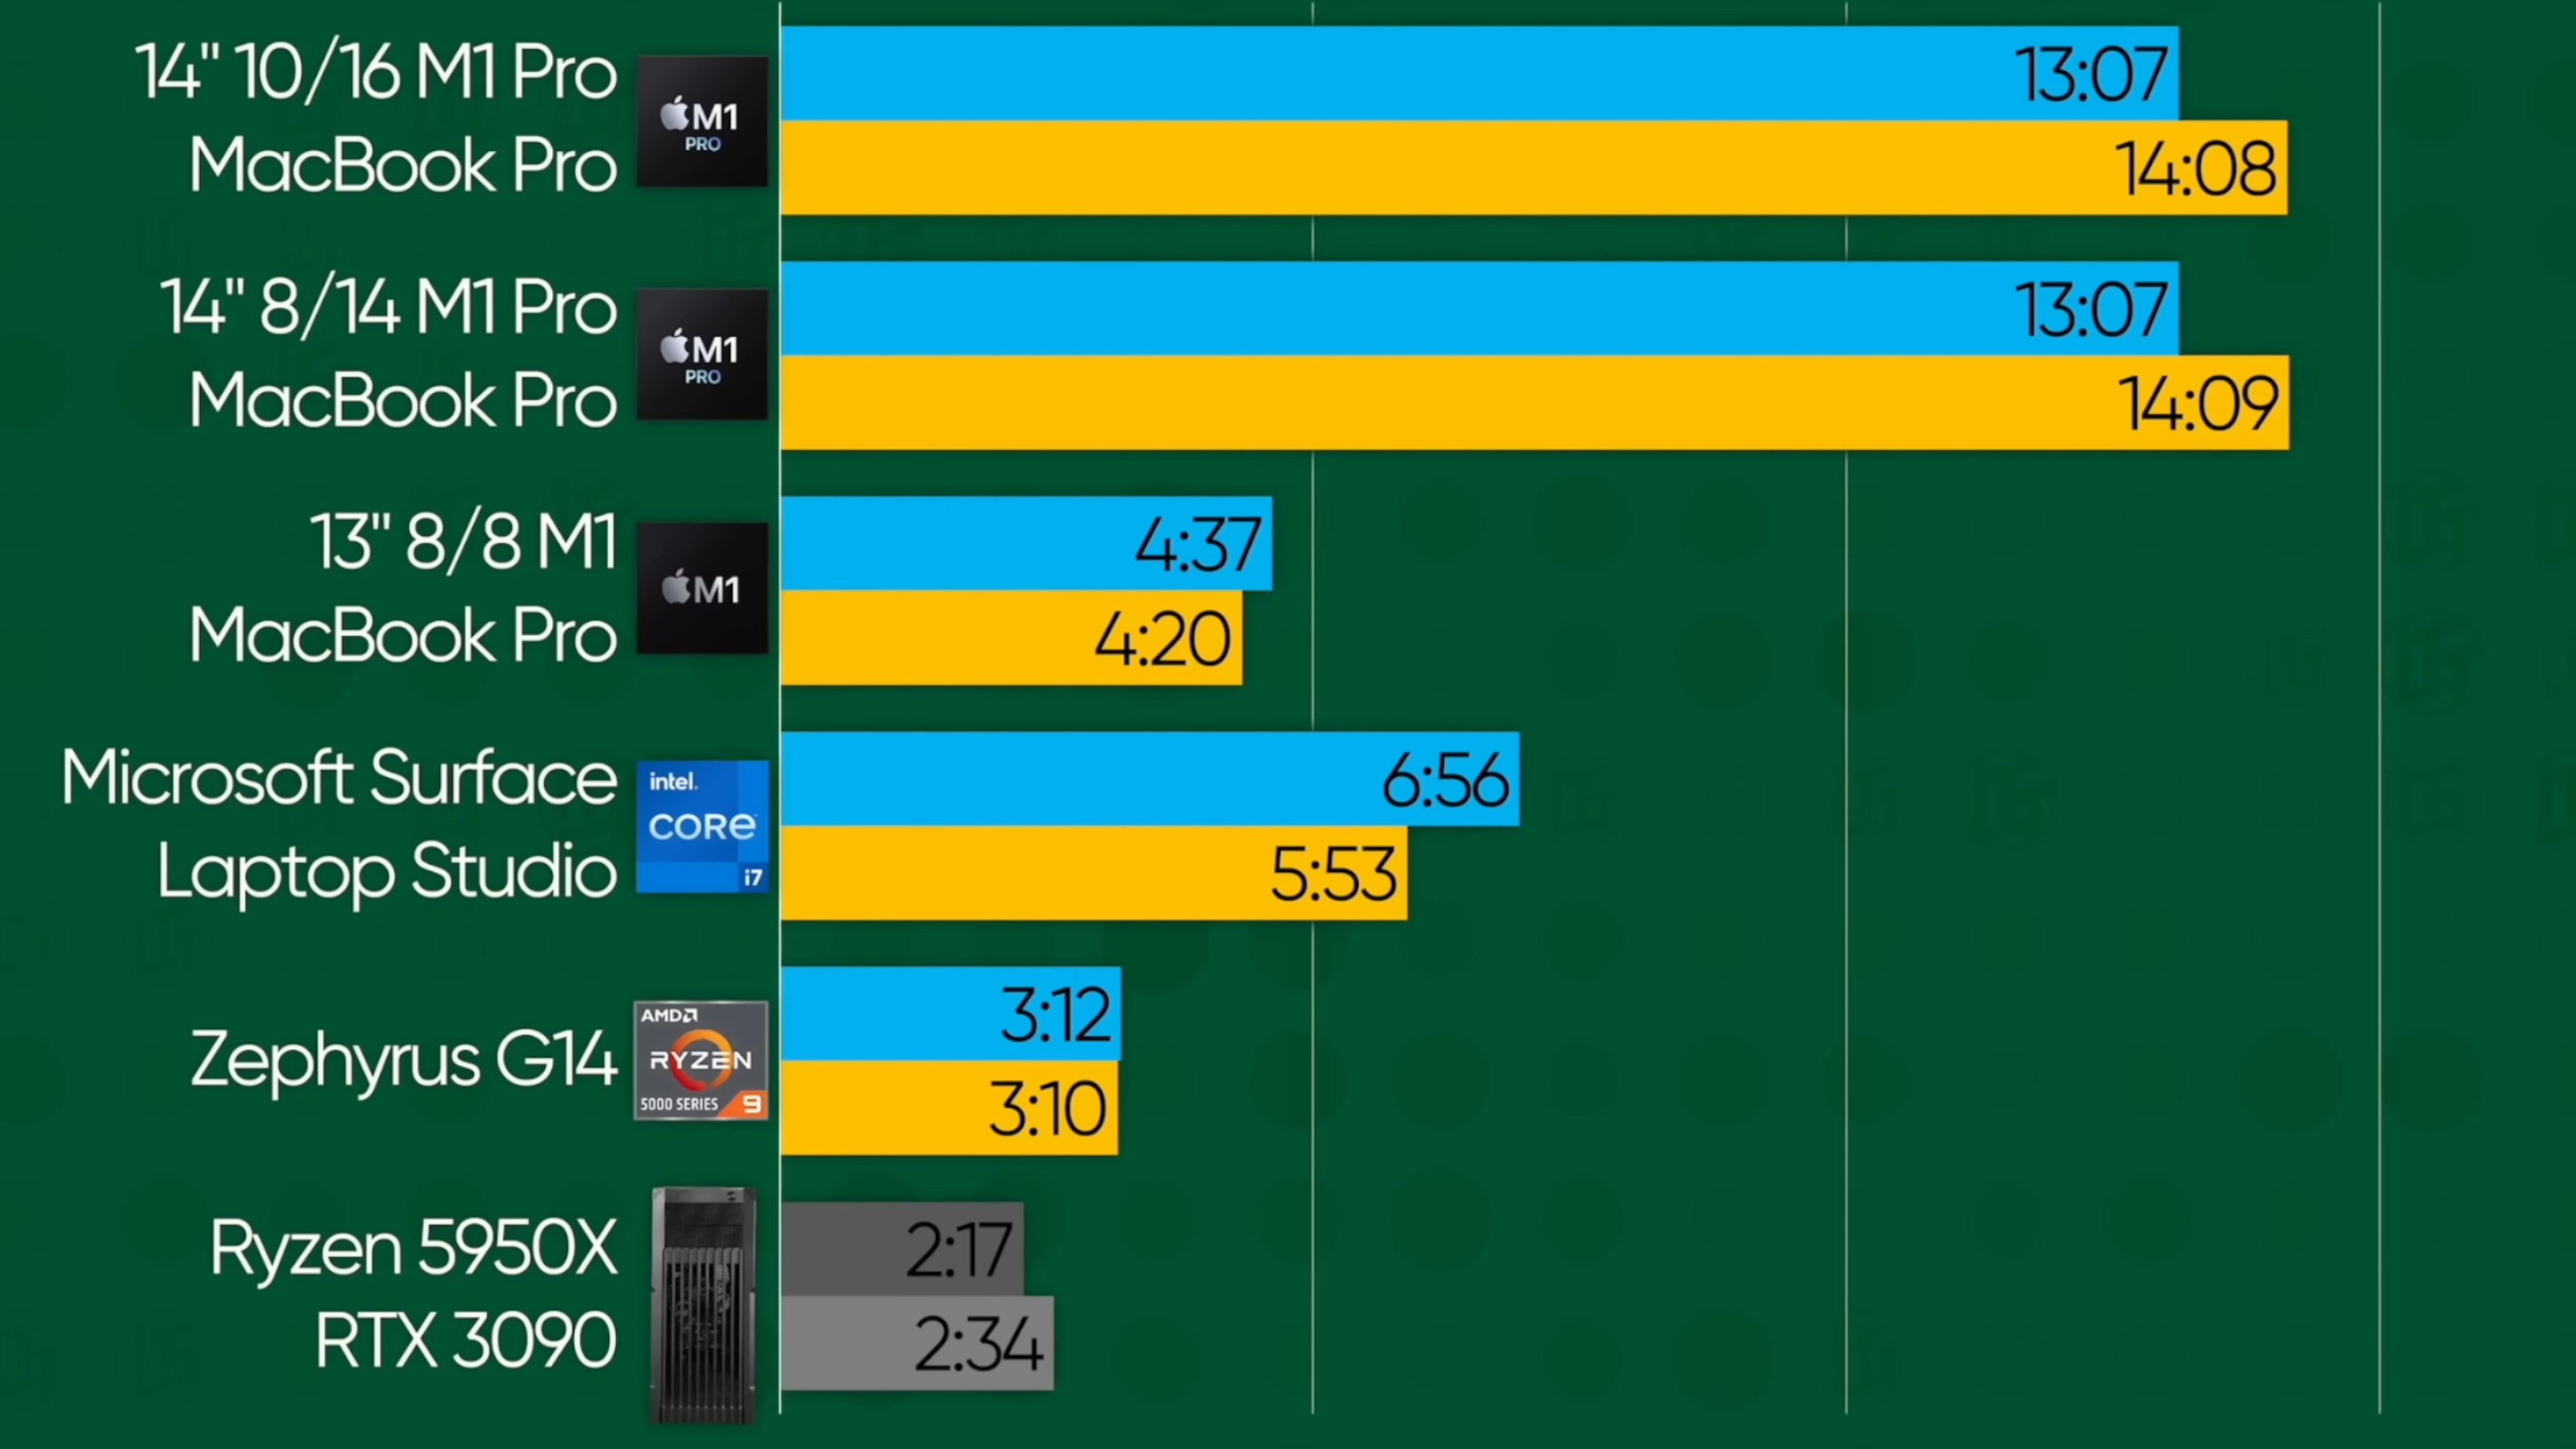 14" 10/16 M1 Pro
MacBook Pro
M1
PRO
13:07
14:08
14" 8/14 M1 Pro
MacBook Pro
M1
PRO
13:07
14:09
13" 8/8 M1
MacBook Pro
M1
4:37
4:20
Microsoft Surface
Laptop Studio
intel.
CORe
i7
6:56
5:53
Zephyrus G14
AMD
RYZEN
5000 SERIES 9
3:12
3:10
Ryzen 5950X
RTX 3090
2:17
2:34